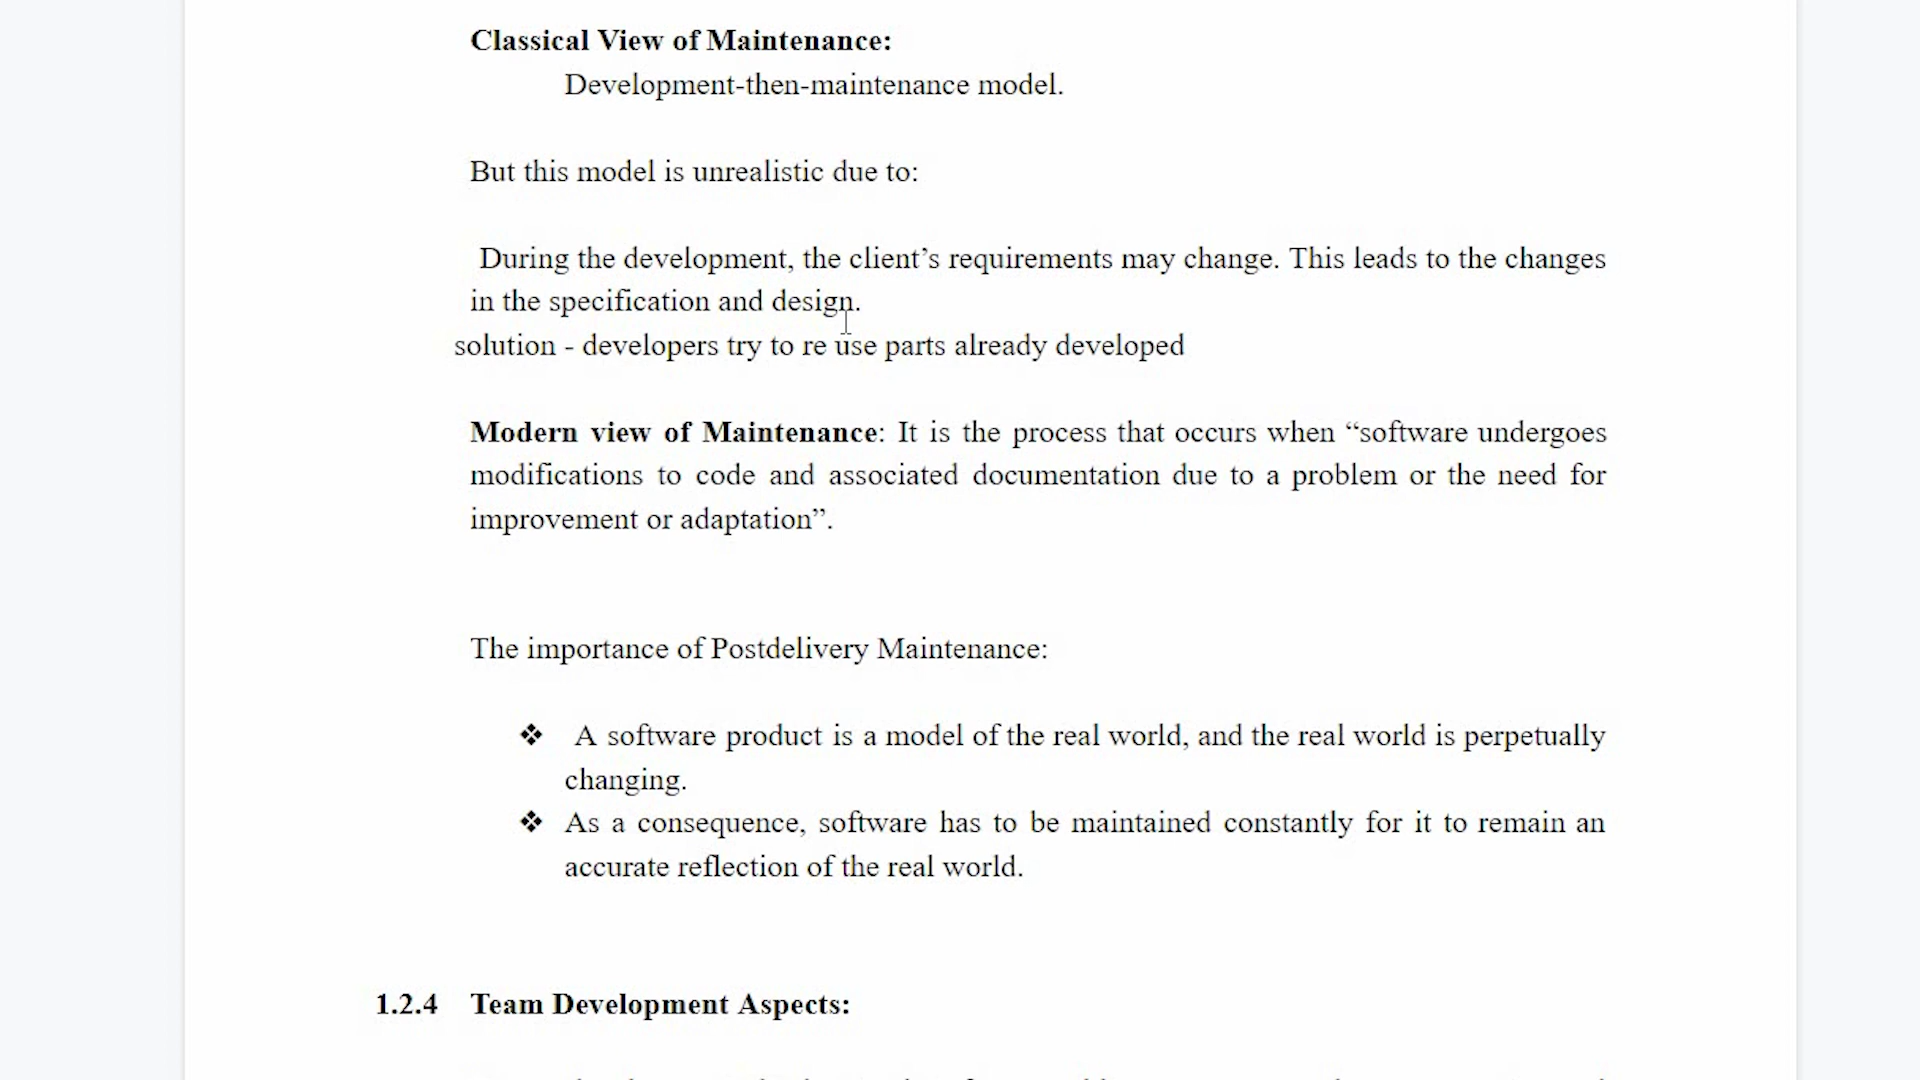 Classical View of Maintenance:
Development-then-maintenance model.
But this model is unrealistic due to:
During the development, the client’s requirements may change. This leads to the changes
in the specification and design.
solution - developers try to re use parts already developed
Modern view of Maintenance: It is the process that occurs when “software undergoes
modifications to code and associated documentation due to a problem or the need for
improvement or adaptation”.
The importance of Postdelivery Maintenance:
❖ A software product is a model of the real world, and the real world is perpetually
changing.
❖ As a consequence, software has to be maintained constantly for it to remain an
accurate reflection of the real world.
1.2.4 Team Development Aspects: